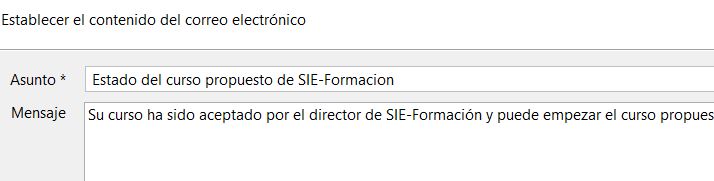 Establecer el contenido del correo electrónico
Asunto * Estado del curso propuesto de SIE-Formacion
Mensaje Su curso ha sido aceptado por el director de SIE-Formación y puede empezar el curso propues